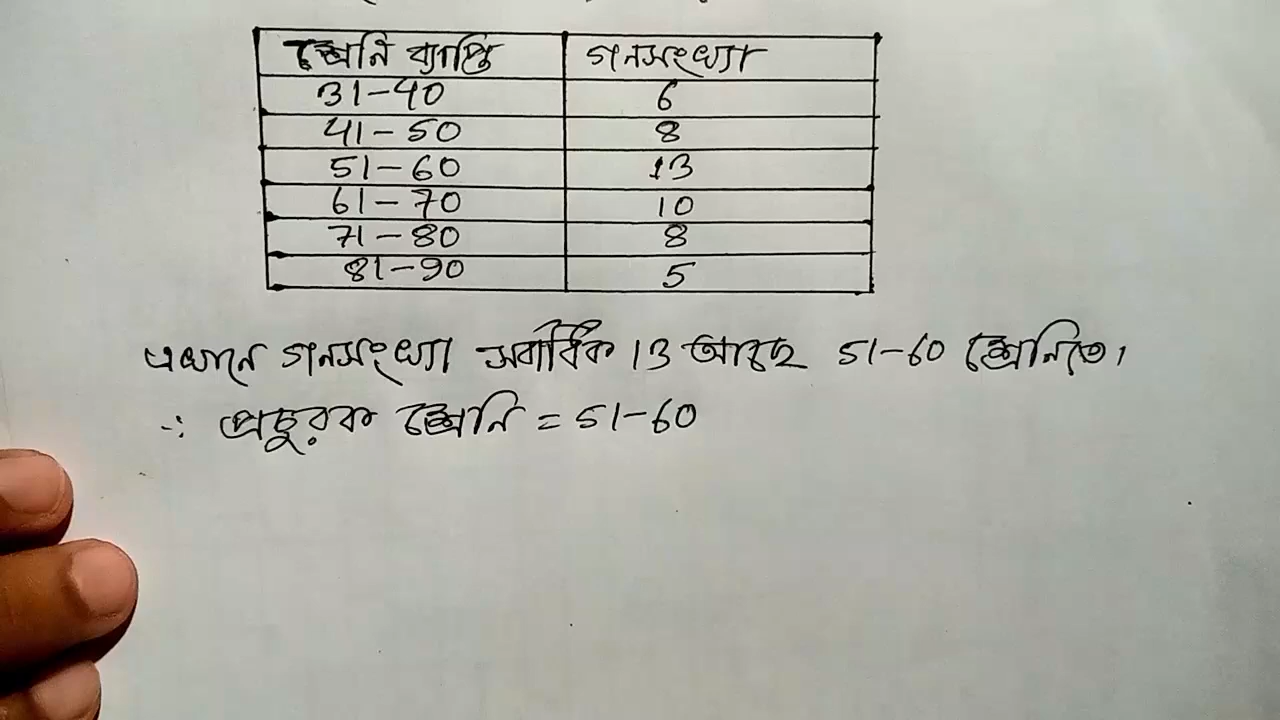 শ্রেনি ব্যাপ্তি গনসংখ্যা
31-40 6
41-50 8
51-60 13
61-70 10
71-80 8
81-90 5
এখানে গনসংখ্যা সর্বাধিক 13 আছে 51-60 শ্রেনিতে।
∴ প্রচুরক শ্রেনি = 51-60